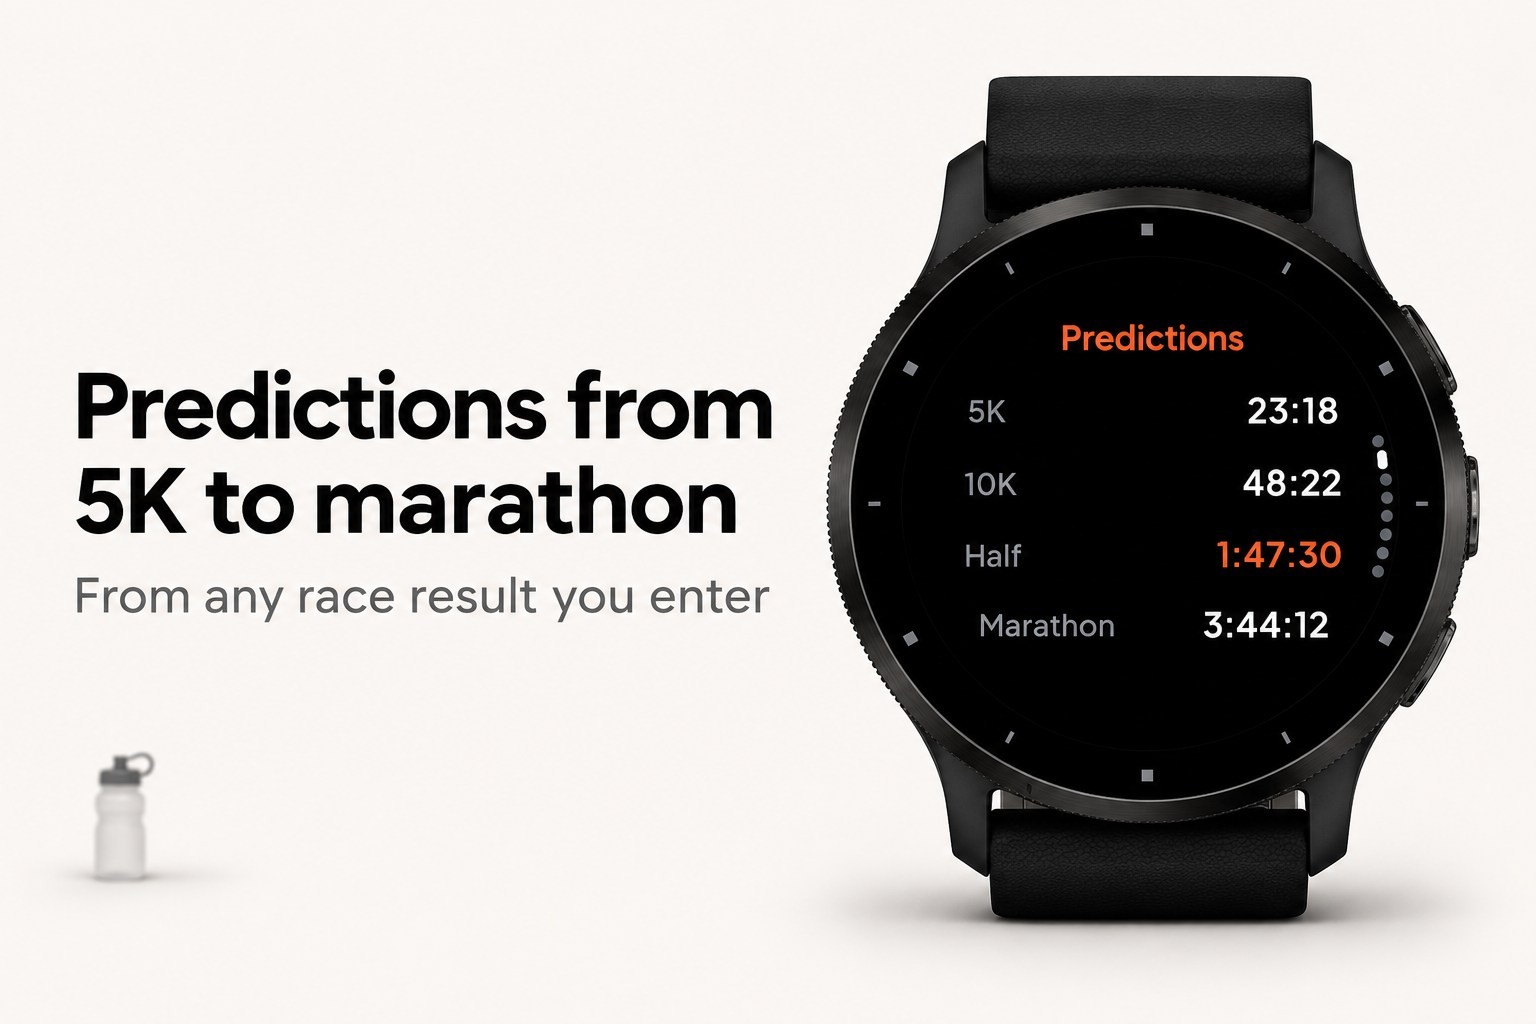 Predictions from
5K to marathon
From any race result you enter
Predictions
5K 23:18
10K 48:22
Half 1:47:30
Marathon 3:44:12